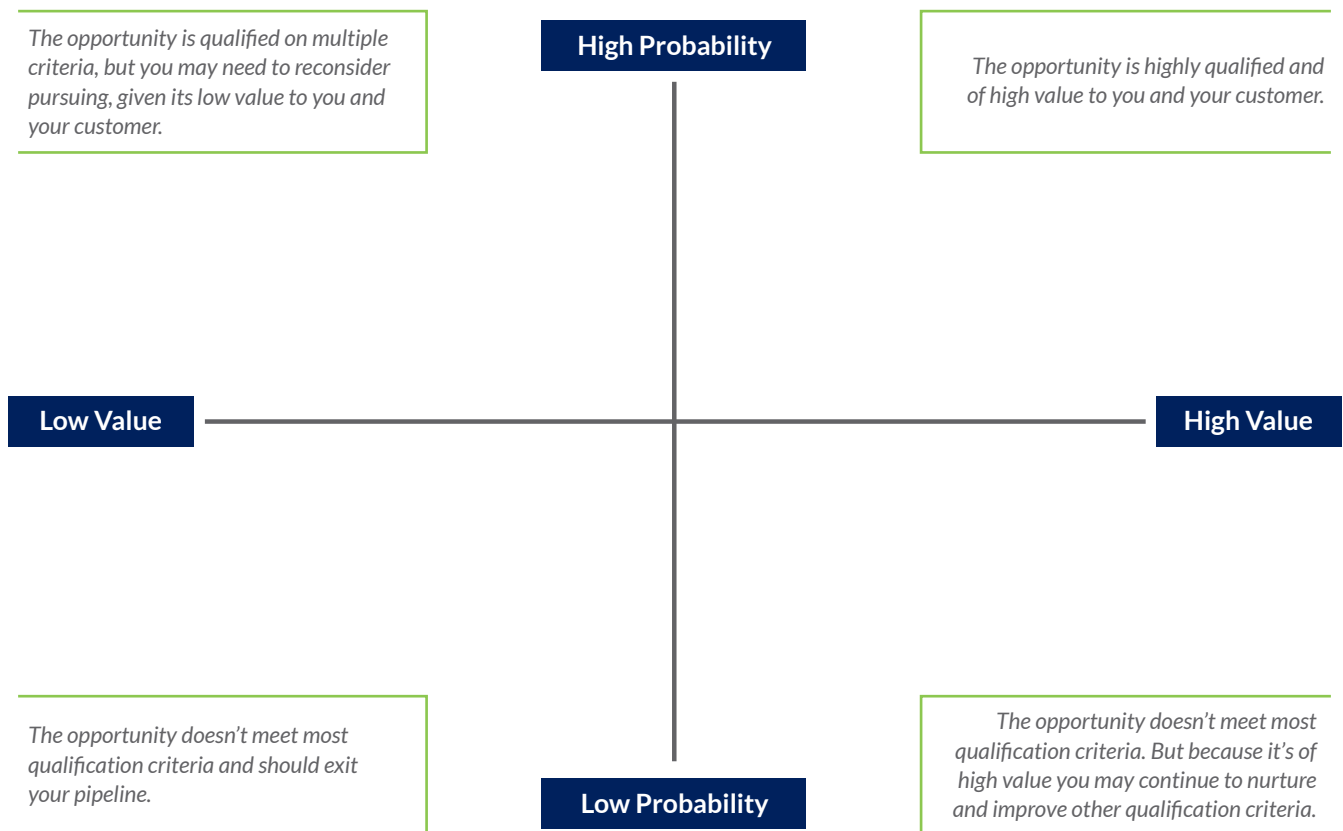 The opportunity is qualified on multiple
criteria, but you may need to reconsider
pursuing, given its low value to you and
your customer.
High Probability
The opportunity is highly qualified and
of high value to you and your customer.
Low Value
High Value
The opportunity doesn’t meet most
qualification criteria and should exit
your pipeline.
Low Probability
The opportunity doesn’t meet most
qualification criteria. But because it’s of
high value you may continue to nurture
and improve other qualification criteria.